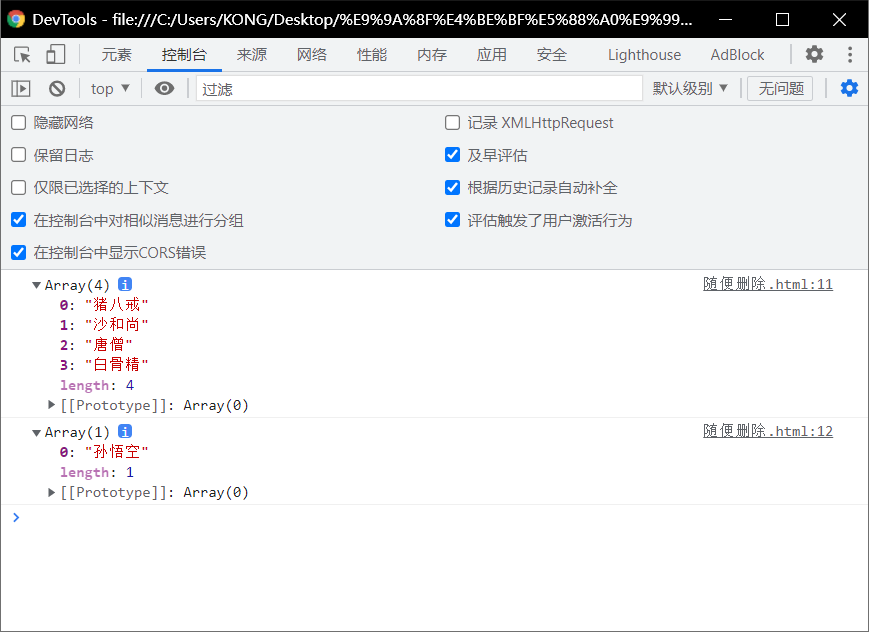 DevTools - file:///C:/Users/KONG/Desktop/%E9%9A%8F%E4%BE%BF%E5%88%A0%E9%99...
元素 控制台 来源 网络 性能 内存 应用 安全 Lighthouse AdBlock
top 过滤 默认级别 无问题
隐藏网络 记录 XMLHttpRequest
保留日志 及早评估
仅限已选择的上下文 根据历史记录自动补全
在控制台中对相似消息进行分组 评估触发了用户激活行为
在控制台中显示CORS错误
Array(4) i 随便删除.html:11
0: "猪八戒"
1: "沙和尚"
2: "唐僧"
3: "白骨精"
length: 4
[[Prototype]]: Array(0)
Array(1) i 随便删除.html:12
0: "孙悟空"
length: 1
[[Prototype]]: Array(0)